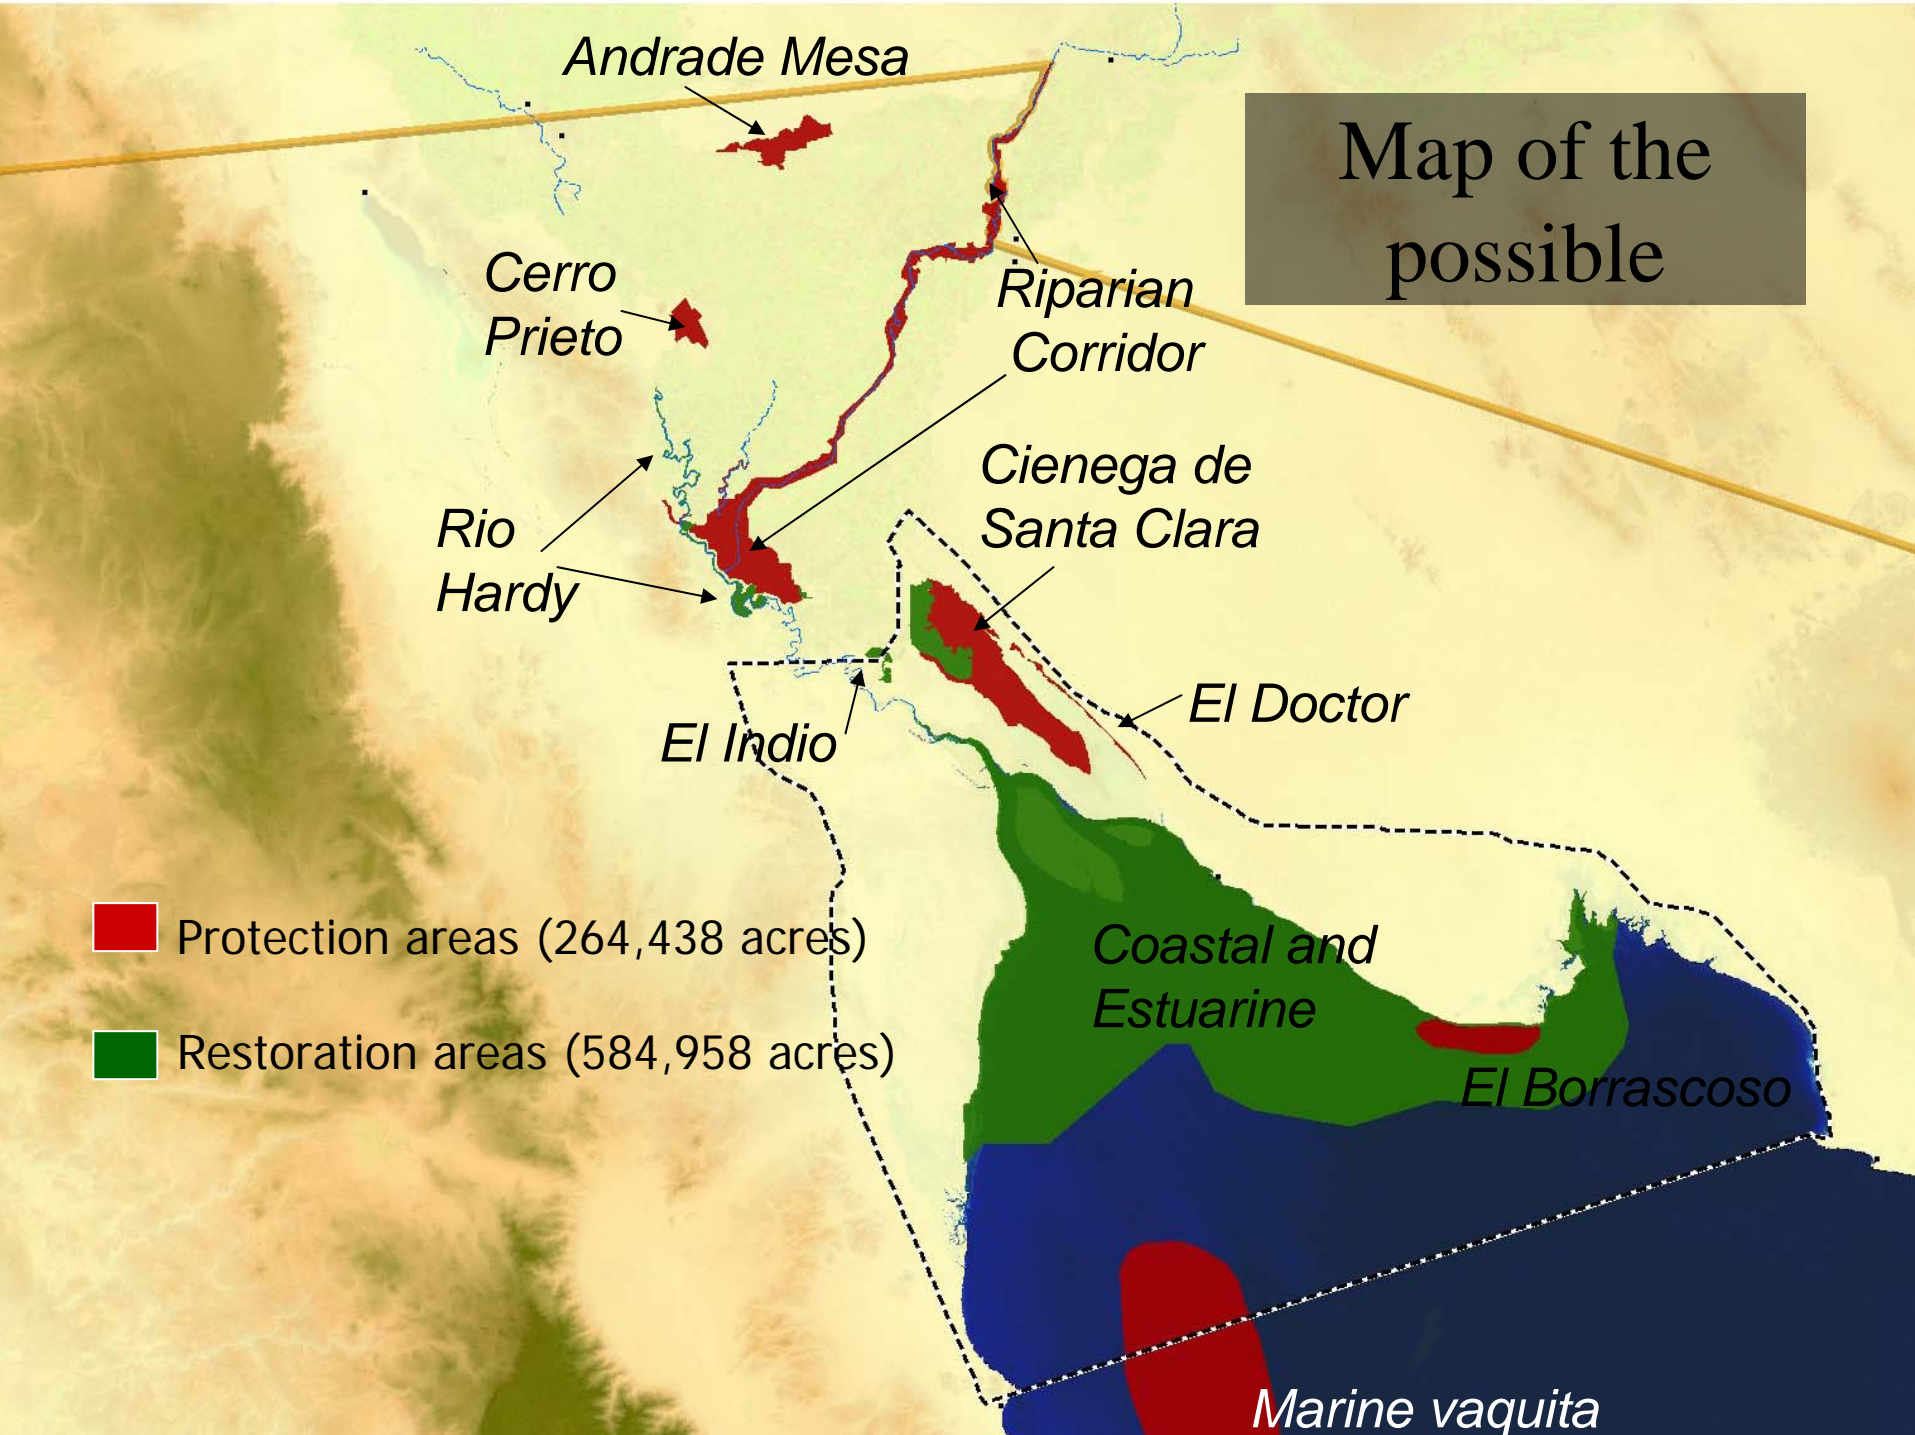 Andrade Mesa
Map of the
possible
Cerro
Prieto
Riparian
Corridor
Cienega de
Santa Clara
Rio
Hardy
El Doctor
El Indio
Protection areas (264,438 acres)
Coastal and
Estuarine
Restoration areas (584,958 acres)
El Borrascoso
Marine vaquita